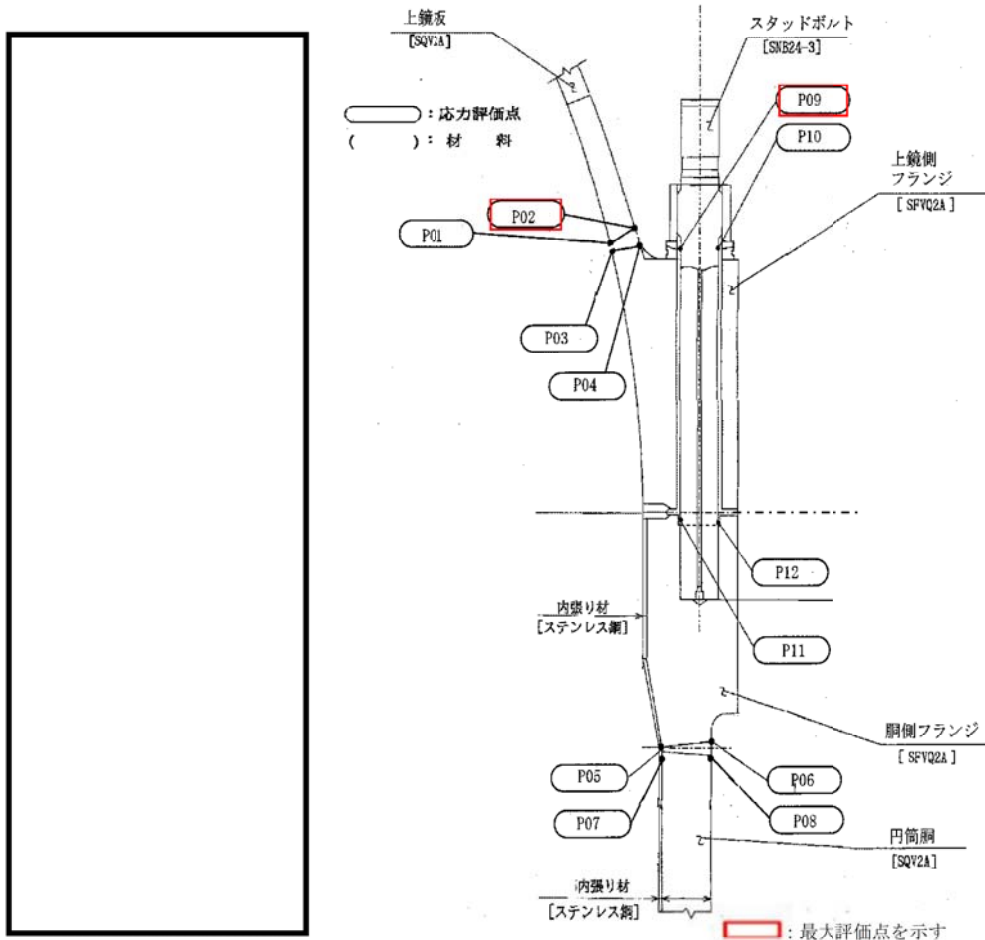 上鏡板
[SQV2A]
スタッドボルト
[SNB24-3]
: 応力評価点
( ) : 材 料
P09
P10
上鏡側
フランジ
[ SFVQ2A ]
P02
P01
P03
P04
P12
内張り材
[ステンレス鋼]
P11
胴側フランジ
[ SFVQ2A ]
P05
P06
P07
P08
円筒胴
[SQV2A]
内張り材
[ステンレス鋼]
: 最大評価点を示す